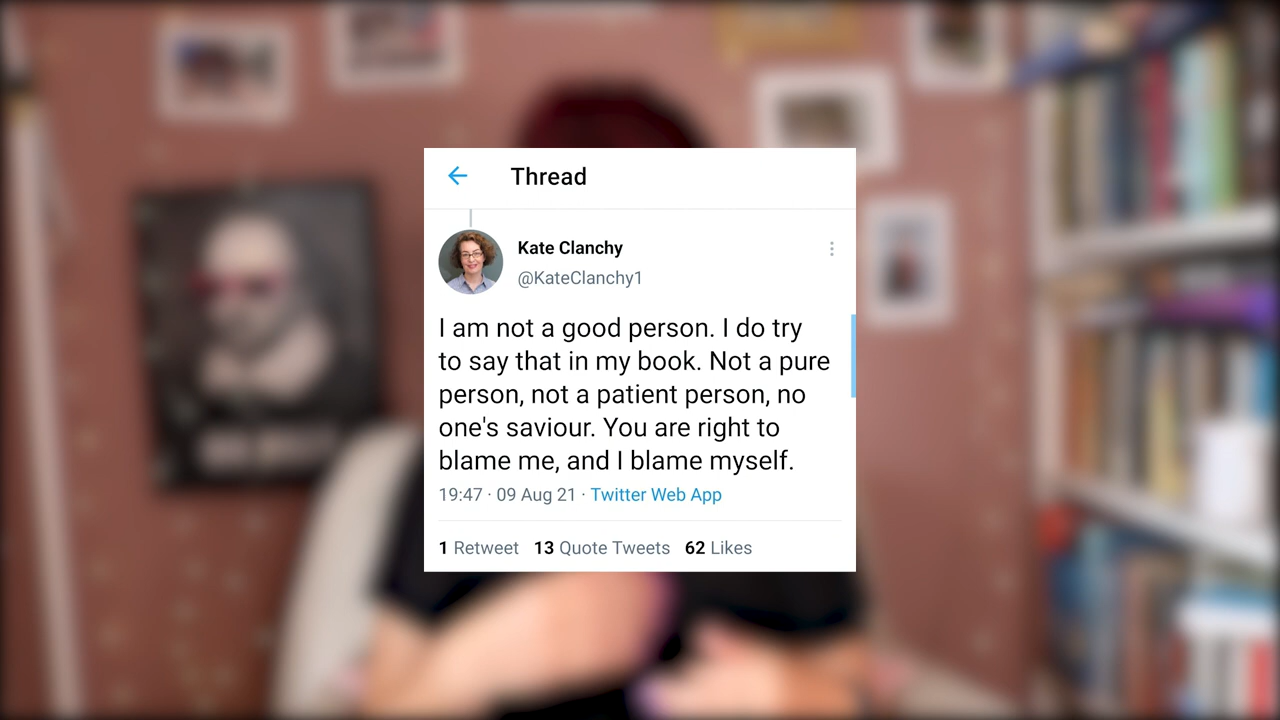 Thread
Kate Clanchy
@KateClanchy1
I am not a good person. I do try
to say that in my book. Not a pure
person, not a patient person, no
one's saviour. You are right to
blame me, and I blame myself.
19:47 · 09 Aug 21 · Twitter Web App
1 Retweet 13 Quote Tweets 62 Likes